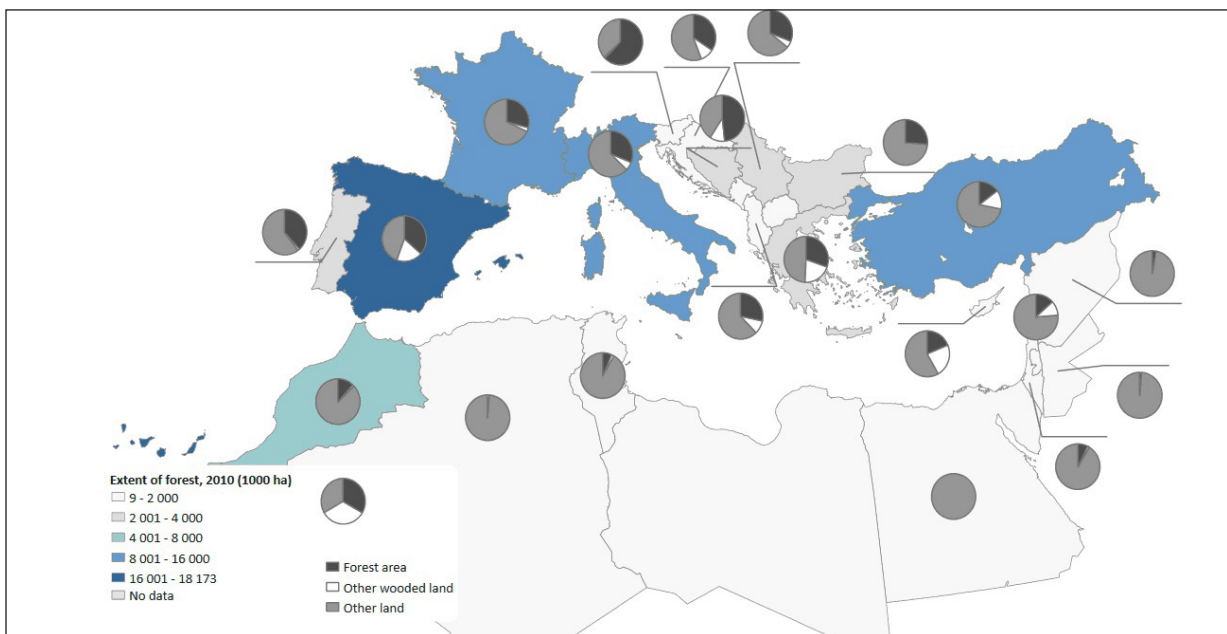 Extent of forest, 2010 (1000 ha)
9 - 2 000
2 001 - 4 000
4 001 - 8 000
8 001 - 16 000
16 001 - 18 173
No data
Forest area
Other wooded land
Other land